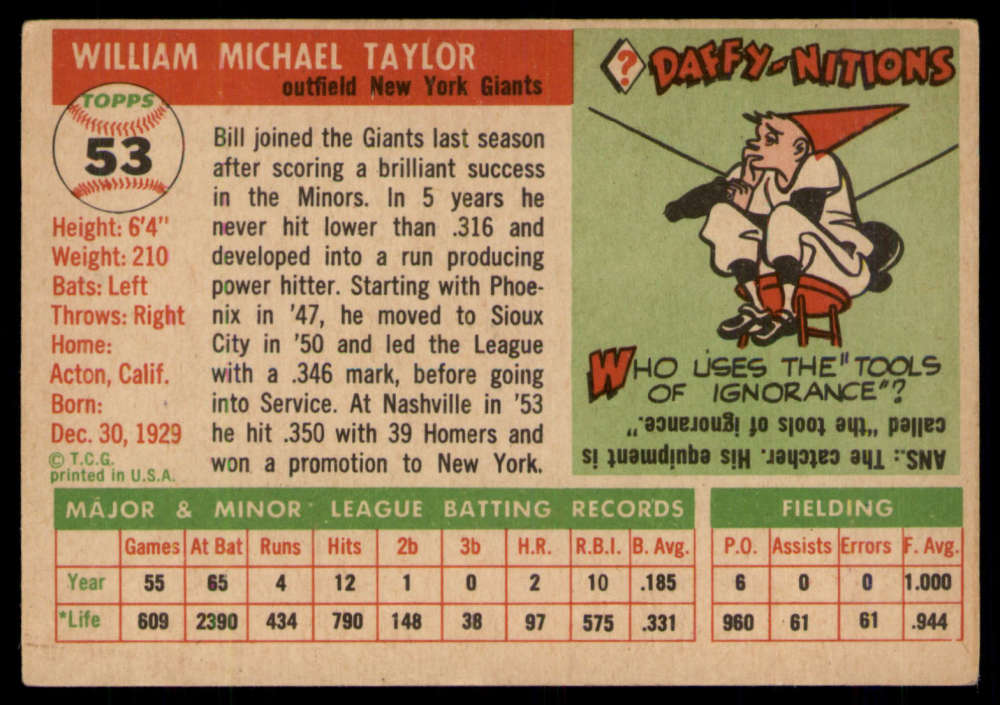 WILLIAM MICHAEL TAYLOR
outfield New York Giants
TOPPS
53
Height: 6'4"
Weight: 210
Bats: Left
Throws: Right
Home:
Acton, Calif.
Born:
Dec. 30, 1929
© T.C.G.
printed in U.S.A.
Bill joined the Giants last season
after scoring a brilliant success
in the Minors. In 5 years he
never hit lower than .316 and
developed into a run producing
power hitter. Starting with Phoe-
nix in '47, he moved to Sioux
City in '50 and led the League
with a .346 mark, before going
into Service. At Nashville in '53
he hit .350 with 39 Homers and
won a promotion to New York.
? DAFFY-NITIONS
WHO USES THE "TOOLS
OF IGNORANCE"?
ANS.: The catcher. His equipment is
called "the tools of ignorance."
MAJOR & MINOR LEAGUE BATTING RECORDS
Games At Bat Runs Hits 2b 3b H.R. R.B.I. B. Avg.
Year 55 65 4 12 1 0 2 10 .185
*Life 609 2390 434 790 148 38 97 575 .331
FIELDING
P.O. Assists Errors F. Avg.
6 0 0 1.000
960 61 61 .944